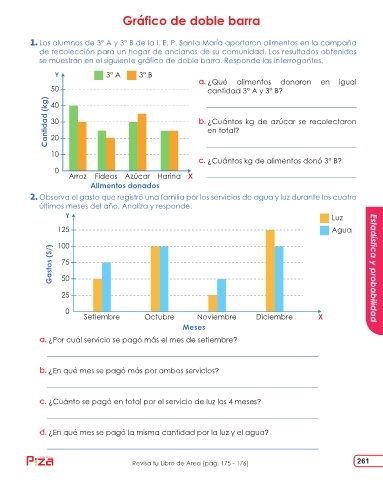 Gráfico de doble barra
1. Los alumnos de 3° A y 3° B de la I. E. P. Santa María aportaron alimentos en la campaña
de recolección para un hogar de ancianos de su comunidad. Los resultados obtenidos
se muestran en el siguiente gráfico de doble barra. Responde las interrogantes.
Y 3° A 3° B
50
40
30
20
10
0
Cantidad (kg)
Arroz Fideos Azúcar Harina X
Alimentos donados
a. ¿Qué alimentos donaron en igual
cantidad 3° A y 3° B?
b. ¿Cuántos kg de azúcar se recolectaron
en total?
c. ¿Cuántos kg de alimentos donó 3° B?
2. Observa el gasto que registró una familia por los servicios de agua y luz durante los cuatro
últimos meses del año. Analiza y responde.
Y
Luz
Agua
125
100
75
50
25
0
Gastos (S/)
Setiembre Octubre Noviembre Diciembre X
Meses
Estadística y probabilidad
a. ¿Por cuál servicio se pagó más el mes de setiembre?
b. ¿En qué mes se pagó más por ambos servicios?
c. ¿Cuánto se pagó en total por el servicio de luz los 4 meses?
d. ¿En qué mes se pagó la misma cantidad por la luz y el agua?
Revisa tu Libro de Área (pág. 175 - 176)
261